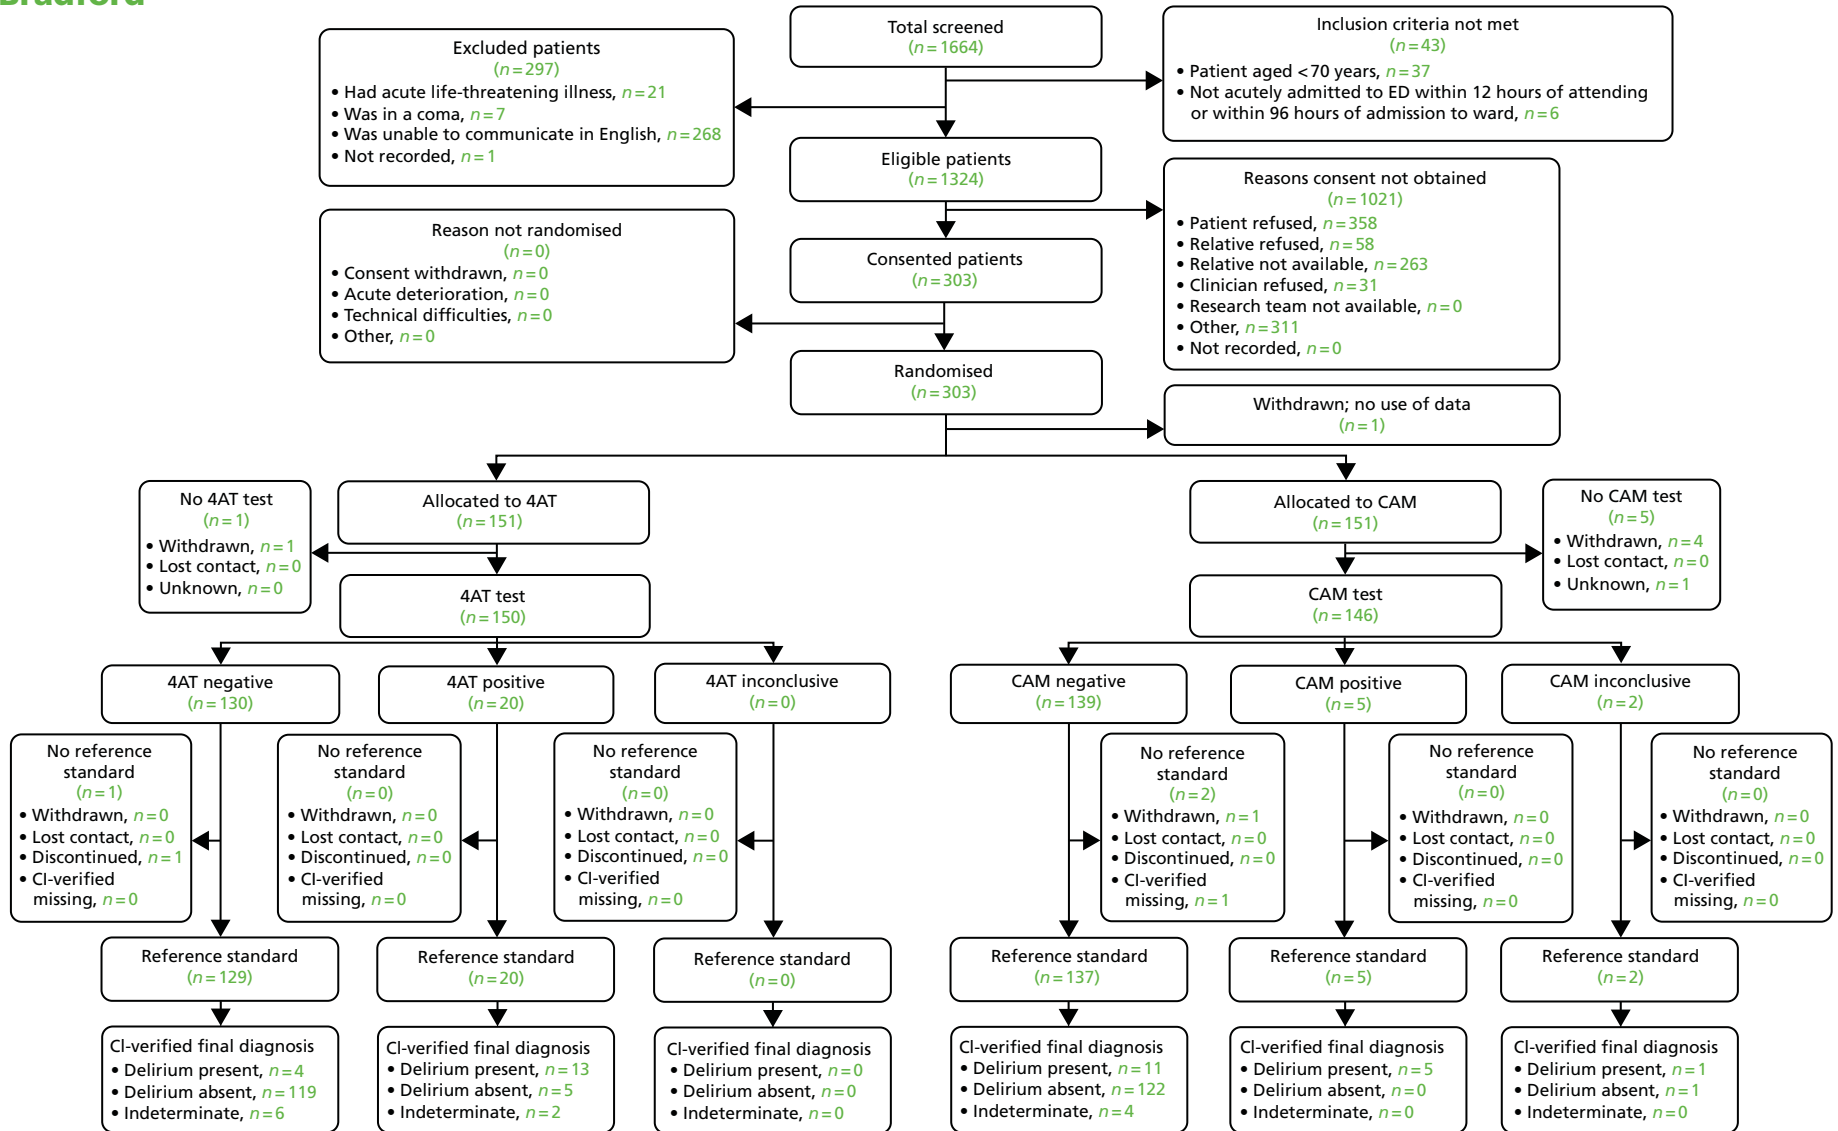 Bradford
Total screened
(n=1664)
Inclusion criteria not met
(n=43)
• Patient aged <70 years, n=37
• Not acutely admitted to ED within 12 hours of attending
or within 96 hours of admission to ward, n=6
Excluded patients
(n=297)
• Had acute life-threatening illness, n=21
• Was in a coma, n=7
• Was unable to communicate in English, n=268
• Not recorded, n=1
Eligible patients
(n=1324)
Reasons consent not obtained
(n=1021)
• Patient refused, n=358
• Relative refused, n=58
• Relative not available, n=263
• Clinician refused, n=31
• Research team not available, n=0
• Other, n=311
• Not recorded, n=0
Consented patients
(n=303)
Reason not randomised
(n=0)
• Consent withdrawn, n=0
• Acute deterioration, n=0
• Technical difficulties, n=0
• Other, n=0
Randomised
(n=303)
Withdrawn; no use of data
(n=1)
No 4AT test
(n=1)
• Withdrawn, n=1
• Lost contact, n=0
• Unknown, n=0
Allocated to 4AT
(n=151)
Allocated to CAM
(n=151)
No CAM test
(n=5)
• Withdrawn, n=4
• Lost contact, n=0
• Unknown, n=1
4AT test
(n=150)
CAM test
(n=146)
4AT negative
(n=130)
4AT positive
(n=20)
4AT inconclusive
(n=0)
CAM negative
(n=139)
CAM positive
(n=5)
CAM inconclusive
(n=2)
No reference
standard
(n=1)
• Withdrawn, n=0
• Lost contact, n=0
• Discontinued, n=1
• CI-verified
missing, n=0
No reference
standard
(n=0)
• Withdrawn, n=0
• Lost contact, n=0
• Discontinued, n=0
• CI-verified
missing, n=0
No reference
standard
(n=0)
• Withdrawn, n=0
• Lost contact, n=0
• Discontinued, n=0
• CI-verified
missing, n=0
No reference
standard
(n=2)
• Withdrawn, n=1
• Lost contact, n=0
• Discontinued, n=0
• CI-verified
missing, n=1
No reference
standard
(n=0)
• Withdrawn, n=0
• Lost contact, n=0
• Discontinued, n=0
• CI-verified
missing, n=0
No reference
standard
(n=0)
• Withdrawn, n=0
• Lost contact, n=0
• Discontinued, n=0
• CI-verified
missing, n=0
Reference standard
(n=129)
Reference standard
(n=20)
Reference standard
(n=0)
Reference standard
(n=137)
Reference standard
(n=5)
Reference standard
(n=2)
CI-verified final diagnosis
• Delirium present, n=4
• Delirium absent, n=119
• Indeterminate, n=6
CI-verified final diagnosis
• Delirium present, n=13
• Delirium absent, n=5
• Indeterminate, n=2
CI-verified final diagnosis
• Delirium present, n=0
• Delirium absent, n=0
• Indeterminate, n=0
CI-verified final diagnosis
• Delirium present, n=11
• Delirium absent, n=122
• Indeterminate, n=4
CI-verified final diagnosis
• Delirium present, n=5
• Delirium absent, n=0
• Indeterminate, n=0
CI-verified final diagnosis
• Delirium present, n=1
• Delirium absent, n=1
• Indeterminate, n=0